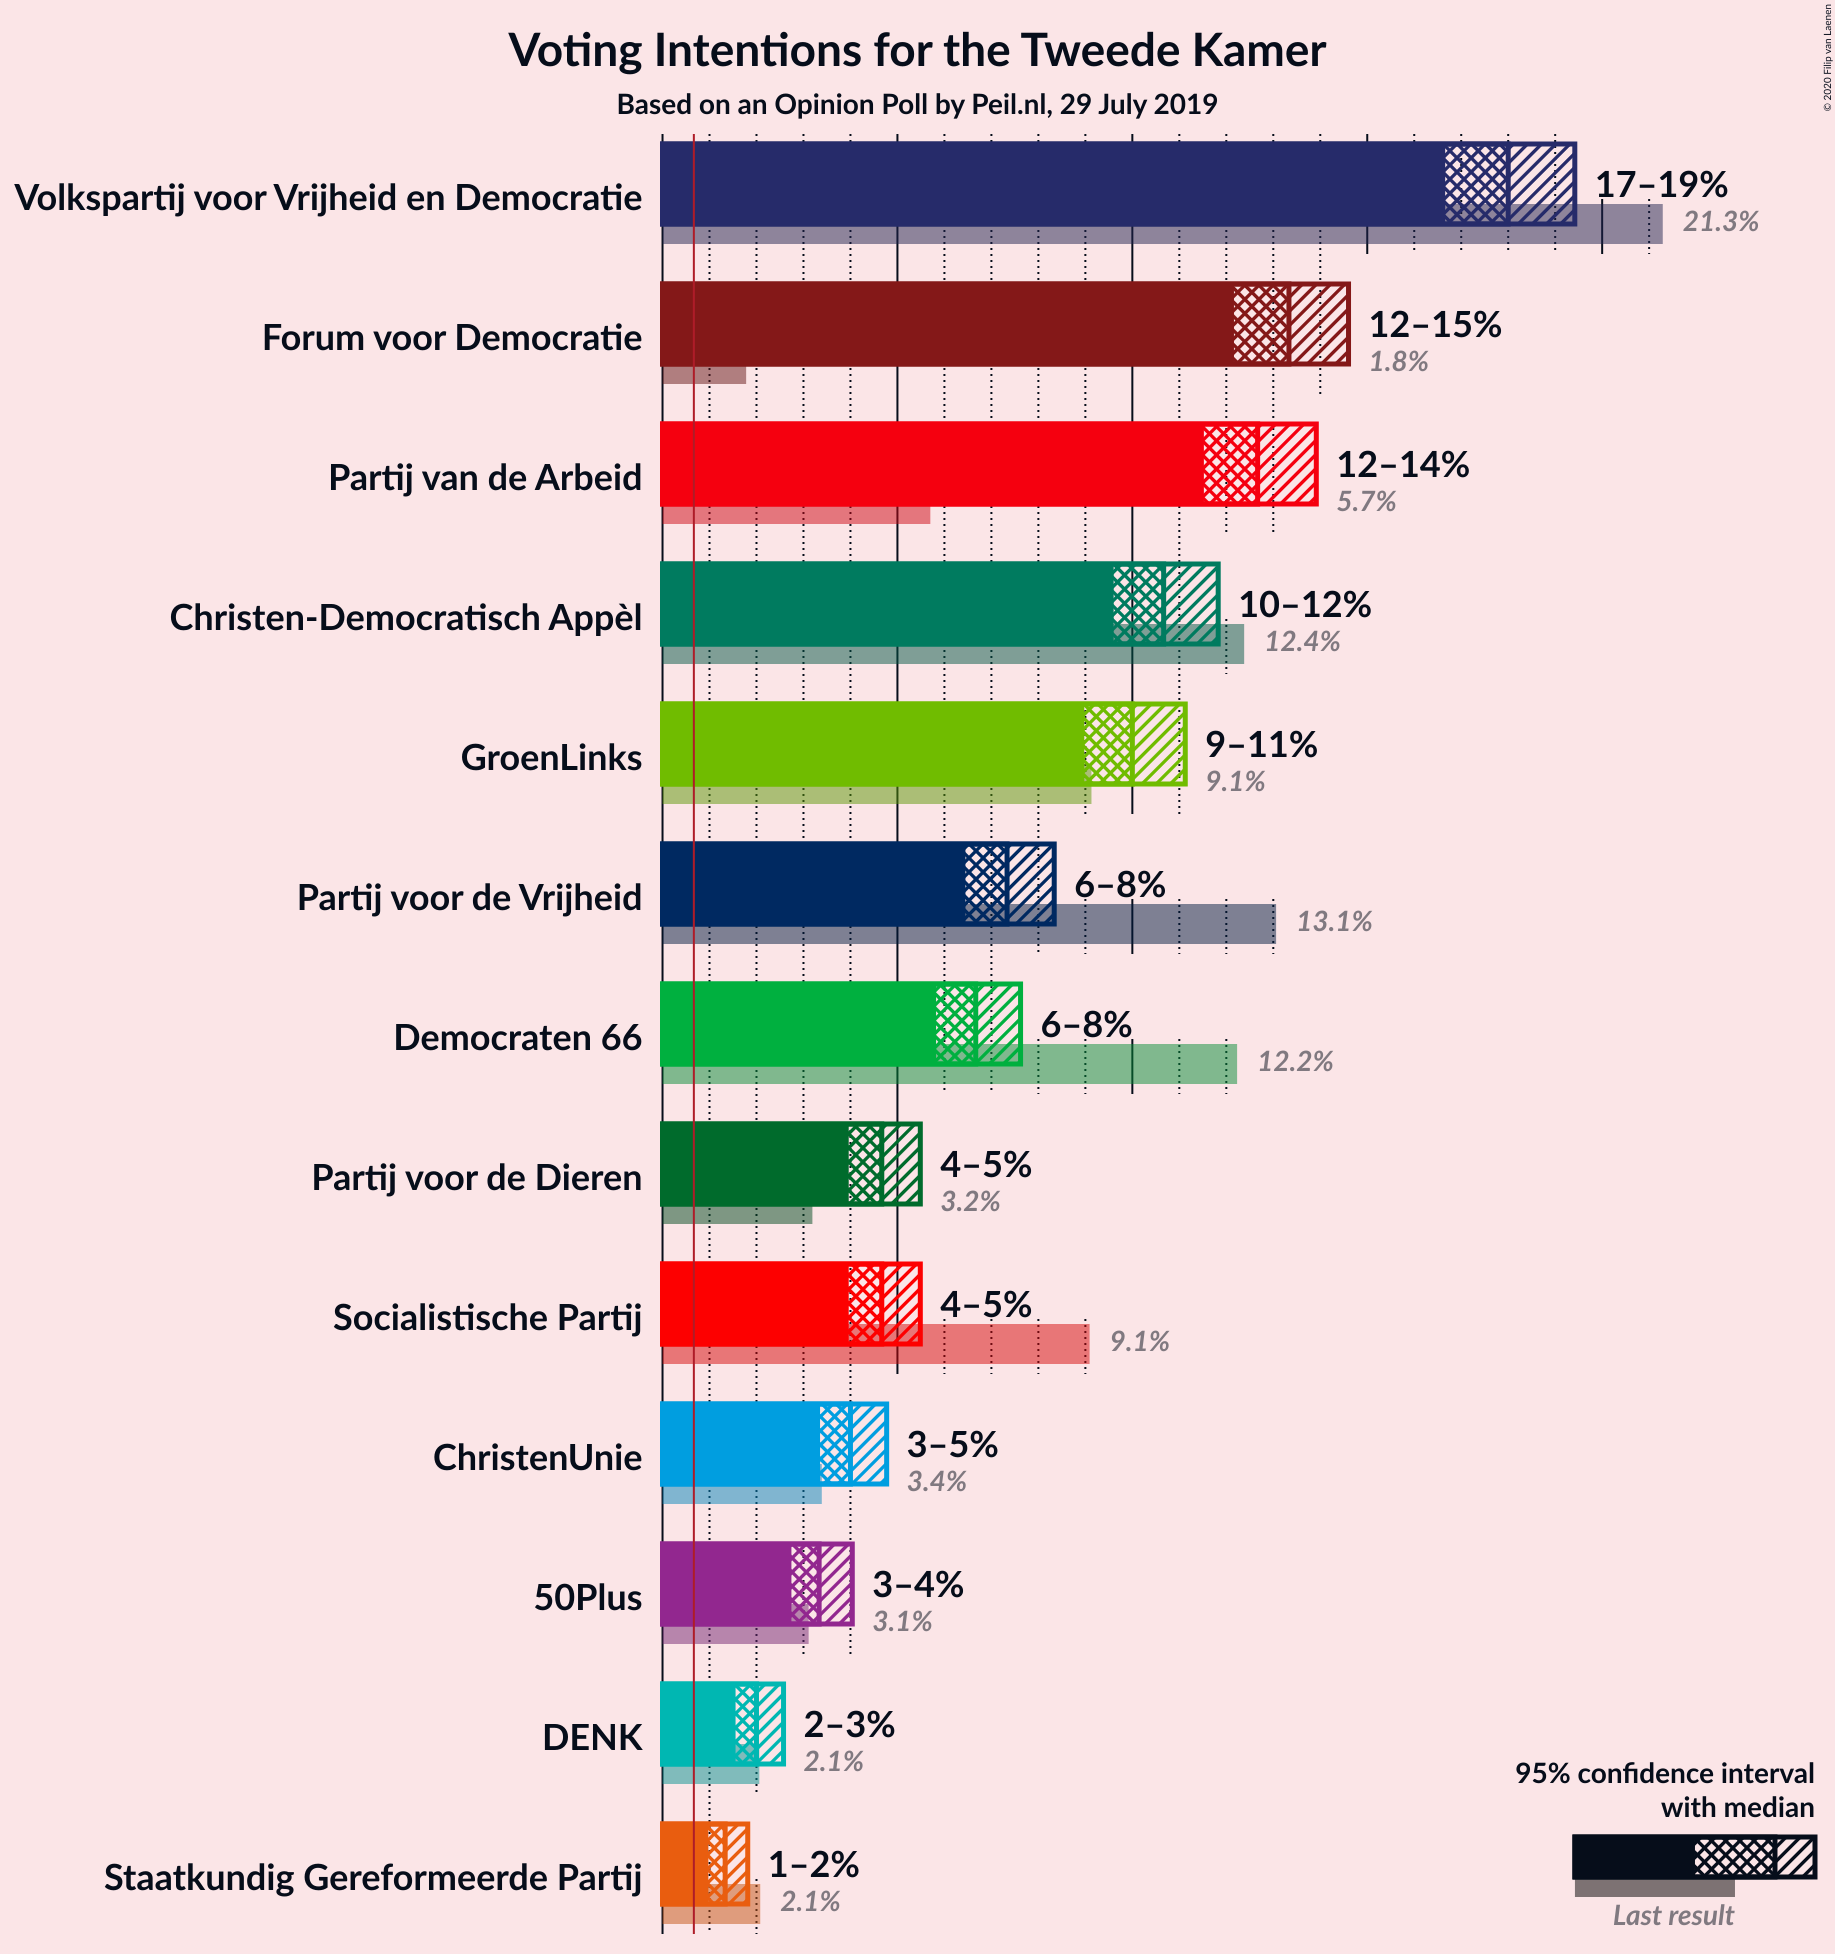 Voting Intentions for the Tweede Kamer
Based on an Opinion Poll by Peil.nl, 29 July 2019
© 2020 Filip van Laenen
Volkspartij voor Vrijheid en Democratie
17–19%
21.3%
Forum voor Democratie
12–15%
1.8%
Partij van de Arbeid
12–14%
5.7%
Christen-Democratisch Appèl
10–12%
12.4%
GroenLinks
9–11%
9.1%
Partij voor de Vrijheid
6–8%
13.1%
Democraten 66
6–8%
12.2%
Partij voor de Dieren
4–5%
3.2%
Socialistische Partij
4–5%
9.1%
ChristenUnie
3–5%
3.4%
50Plus
3–4%
3.1%
DENK
2–3%
2.1%
Staatkundig Gereformeerde Partij
1–2%
2.1%
95% confidence interval
with median
Last result